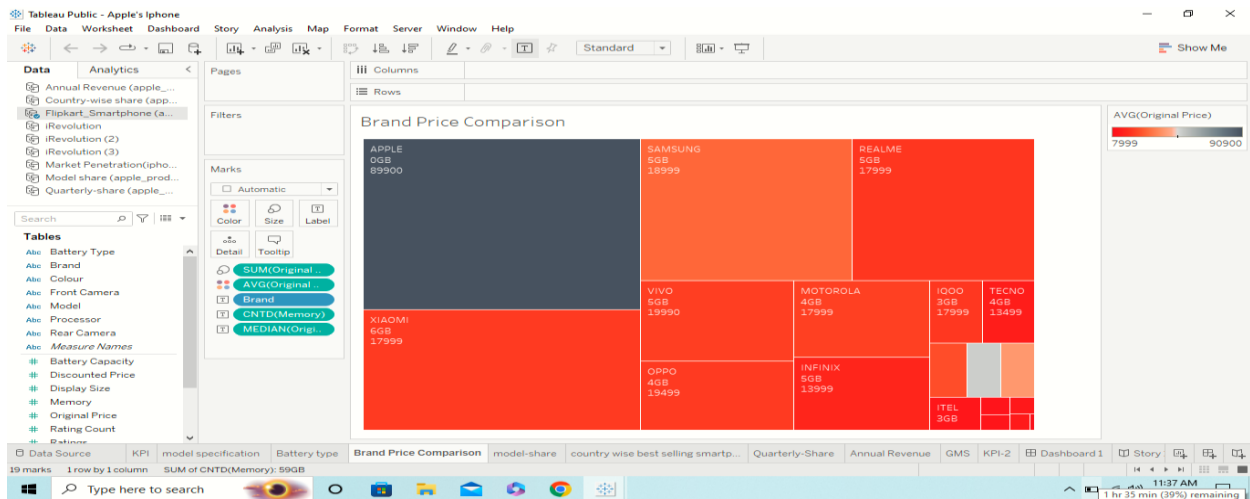 Tableau Public - Apple's Iphone
File Data Worksheet Dashboard Story Analysis Map Format Server Window Help
Standard
Show Me
Data Analytics
Annual Revenue (apple_...
Country-wise share (app...
Flipkart_Smartphone (a...
iRevolution
iRevolution (2)
iRevolution (3)
Market Penetration(ipho...
Model share (apple_prod...
Quarterly-share (apple_...
Search
Tables
Abc Battery Type
Abc Brand
Abc Colour
Abc Front Camera
Abc Model
Abc Processor
Abc Rear Camera
Abc Measure Names
# Battery Capacity
# Discounted Price
# Display Size
# Memory
# Original Price
# Rating Count
# Ratings
Pages
Filters
Marks
Automatic
Color Size Label
Detail Tooltip
SUM(Original ..
AVG(Original ..
Brand
CNTD(Memory)
MEDIAN(Origi..
Columns
Rows
Brand Price Comparison
APPLE
0GB
89900
SAMSUNG
5GB
18999
REALME
5GB
17999
XIAOMI
6GB
17999
VIVO
5GB
19990
MOTOROLA
4GB
17999
IQOO
3GB
17999
TECNO
4GB
13499
OPPO
4GB
19499
INFINIX
5GB
13999
ITEL
3GB
AVG(Original Price)
7999 90900
Data Source KPI model specification Battery type Brand Price Comparison model-share country wise best selling smartp... Quarterly-Share Annual Revenue GMS KPI-2 Dashboard 1 Story
19 marks 1 row by 1 column SUM of CNTD(Memory): 59GB
Type here to search
11:37 AM
1 hr 35 min (39%) remaining